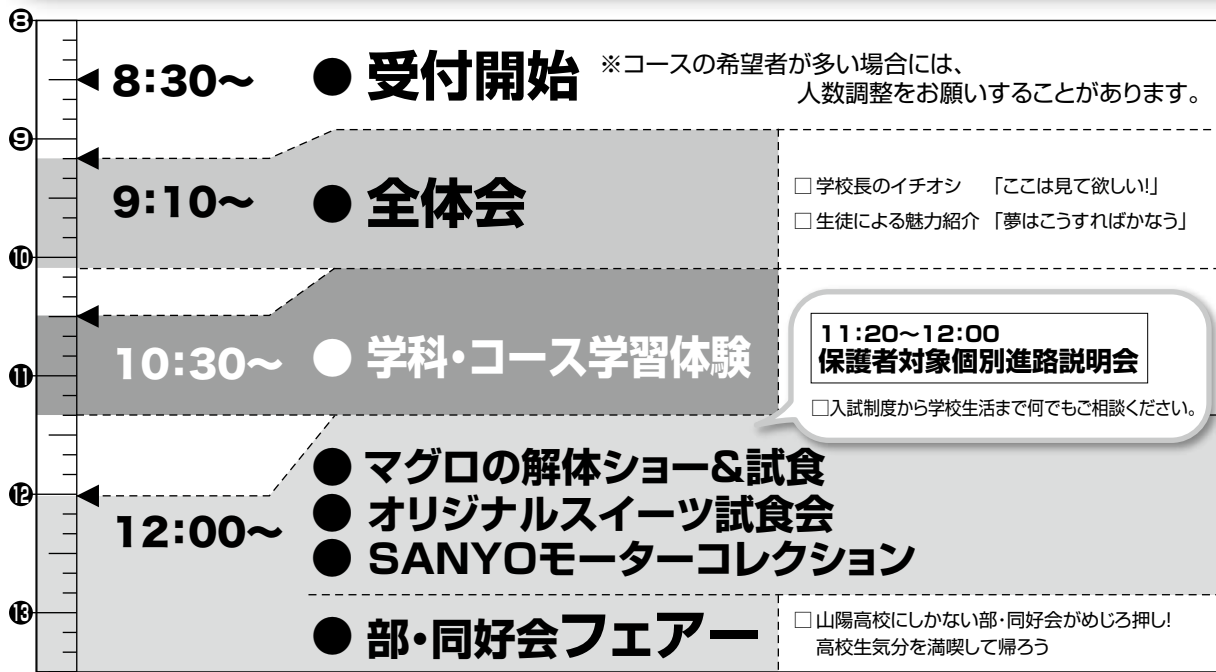 ⑧
8:30〜 ● 受付開始 ※コースの希望者が多い場合には、
人数調整をお願いすることがあります。
⑨
9:10〜 ● 全体会
□ 学校長のイチオシ 「ここは見て欲しい!」
□ 生徒による魅力紹介 「夢はこうすればかなう」
⑩
10:30〜 ● 学科・コース学習体験
11:20〜12:00
保護者対象個別進路説明会
□入試制度から学校生活まで何でもご相談ください。
⑪
⑫
12:00〜
● マグロの解体ショー&試食
● オリジナルスイーツ試食会
● SANYOモーターコレクション
⑬
● 部・同好会フェアー
□ 山陽高校にしかない部・同好会がめじろ押し!
高校生気分を満喫して帰ろう